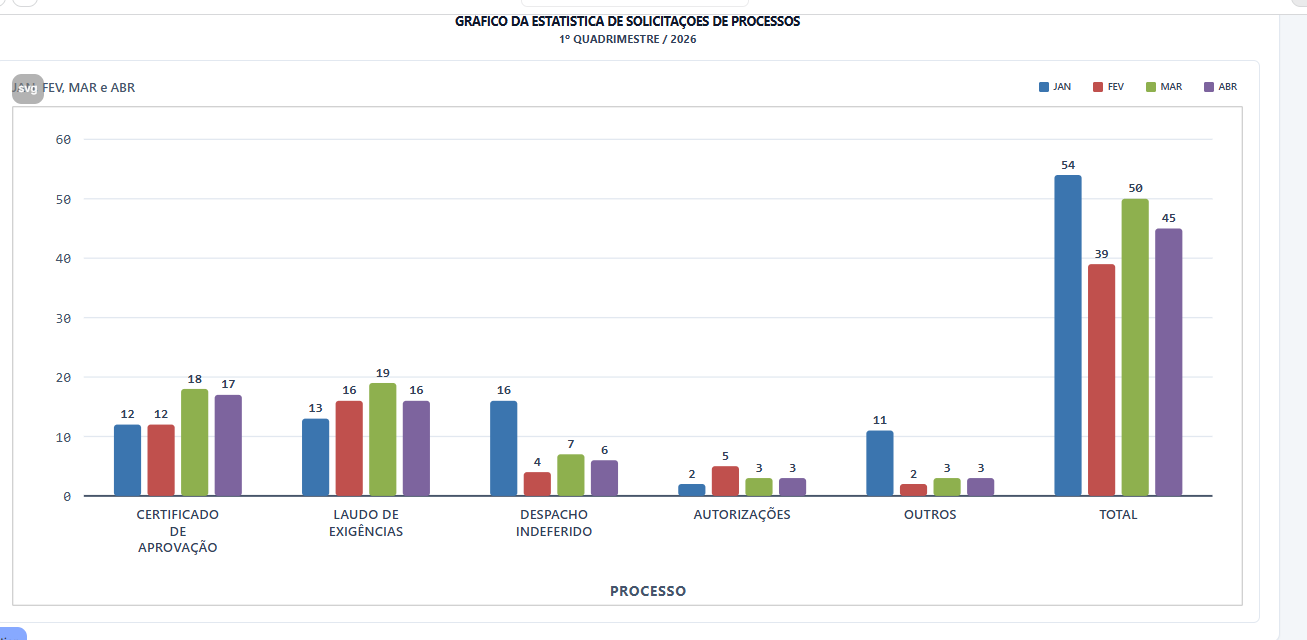 GRÁFICO DA ESTATÍSTICA DE SOLICITAÇÕES DE PROCESSOS
1º QUADRIMESTRE / 2026
svg
FEV, MAR e ABR
JAN FEV MAR ABR
60
50
40
30
20
10
0
12 12 18 17
13 16 19 16
16 4 7 6
2 5 3 3
11 2 3 3
54 39 50 45
CERTIFICADO
DE
APROVAÇÃO
LAUDO DE
EXIGÊNCIAS
DESPACHO
INDEFERIDO
AUTORIZAÇÕES
OUTROS
TOTAL
PROCESSO